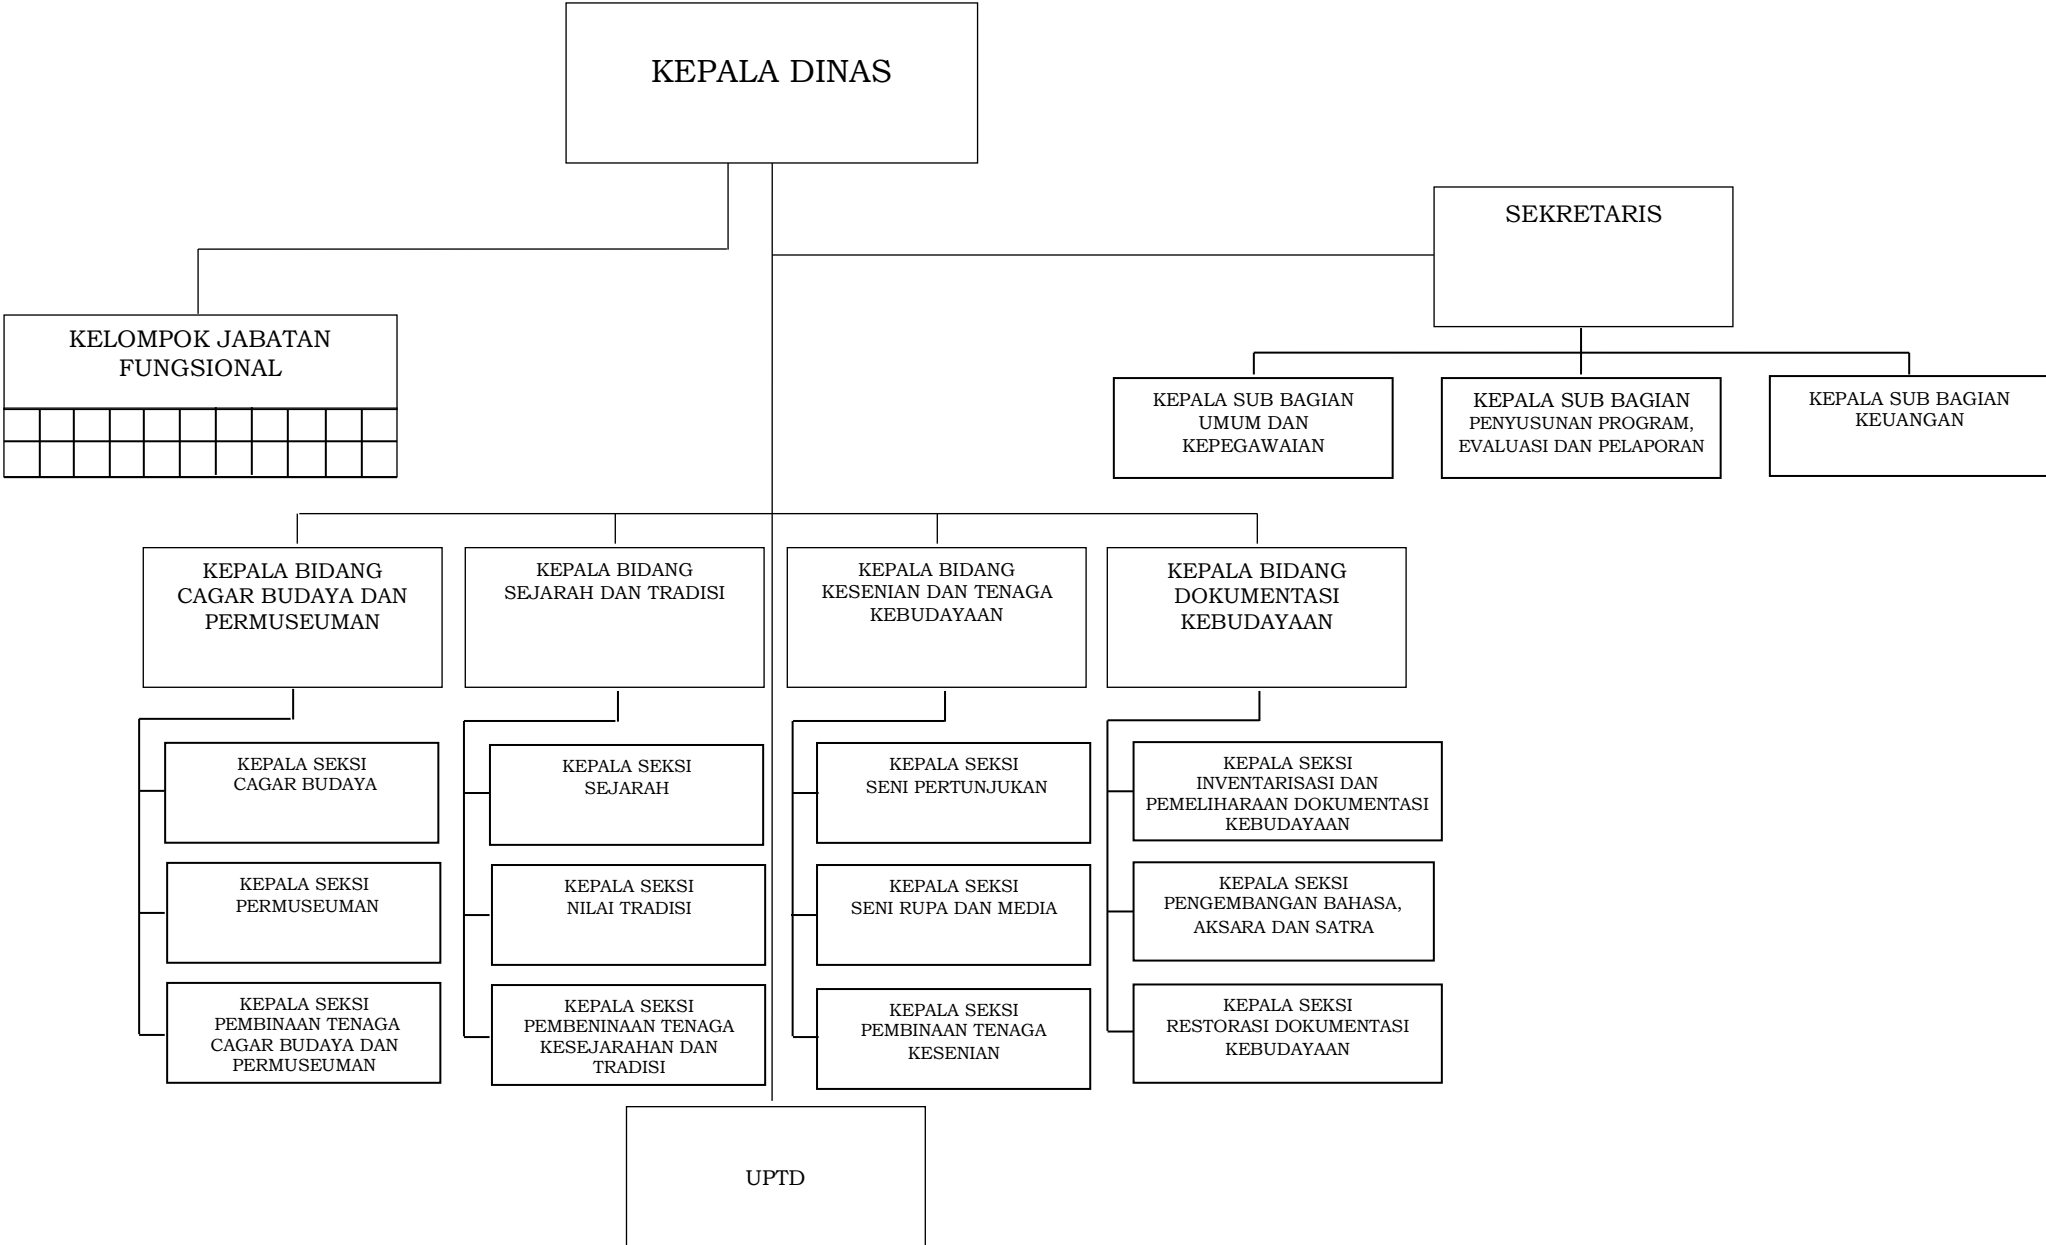 KEPALA DINAS
SEKRETARIS
KELOMPOK JABATAN
FUNGSIONAL
KEPALA SUB BAGIAN
UMUM DAN
KEPEGAWAIAN
KEPALA SUB BAGIAN
PENYUSUNAN PROGRAM,
EVALUASI DAN PELAPORAN
KEPALA SUB BAGIAN
KEUANGAN
KEPALA BIDANG
CAGAR BUDAYA DAN
PERMUSEUMAN
KEPALA BIDANG
SEJARAH DAN TRADISI
KEPALA BIDANG
KESENIAN DAN TENAGA
KEBUDAYAAN
KEPALA BIDANG
DOKUMENTASI
KEBUDAYAAN
KEPALA SEKSI
CAGAR BUDAYA
KEPALA SEKSI
SEJARAH
KEPALA SEKSI
SENI PERTUNJUKAN
KEPALA SEKSI
INVENTARISASI DAN
PEMELIHARAAN DOKUMENTASI
KEBUDAYAAN
KEPALA SEKSI
PERMUSEUMAN
KEPALA SEKSI
NILAI TRADISI
KEPALA SEKSI
SENI RUPA DAN MEDIA
KEPALA SEKSI
PENGEMBANGAN BAHASA,
AKSARA DAN SATRA
KEPALA SEKSI
PEMBINAAN TENAGA
CAGAR BUDAYA DAN
PERMUSEUMAN
KEPALA SEKSI
PEMBENINAAN TENAGA
KESEJARAHAN DAN
TRADISI
KEPALA SEKSI
PEMBINAAN TENAGA
KESENIAN
KEPALA SEKSI
RESTORASI DOKUMENTASI
KEBUDAYAAN
UPTD